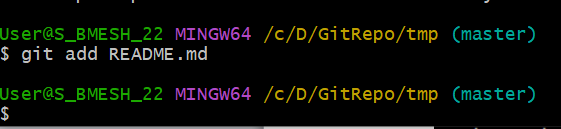 User@S_BMESH_22 MINGW64 /c/D/GitRepo/tmp (master)
$ git add README.md
User@S_BMESH_22 MINGW64 /c/D/GitRepo/tmp (master)
$